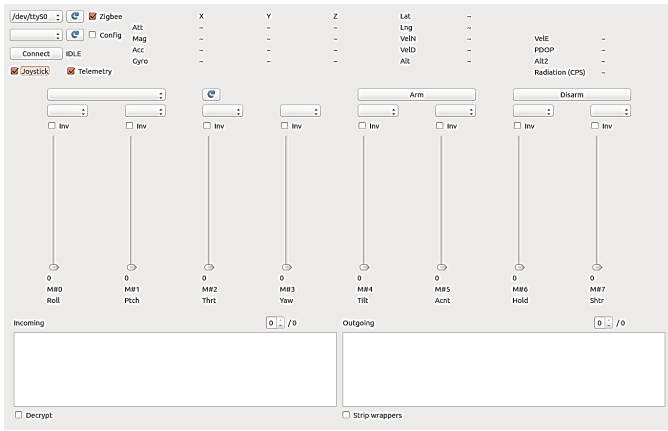 /dev/ttyS0 Zigbee X Y Z Lat ~
Config Att ~ ~ ~ Lng ~
Mag ~ ~ ~ VelN ~ VelE ~
Connect IDLE Acc ~ ~ ~ VelD ~ PDOP ~
Gyro ~ ~ ~ Alt ~ Alt2 ~
Joystick Telemetry Radiation (CPS) ~
Arm Disarm
Inv Inv Inv Inv Inv Inv Inv Inv
0 0 0 0 0 0 0 0
M#0 M#1 M#2 M#3 M#4 M#5 M#6 M#7
Roll Ptch Thrt Yaw Tilt Acnt Hold Shtr
Incoming 0 / 0 Outgoing 0 / 0
Decrypt Strip wrappers